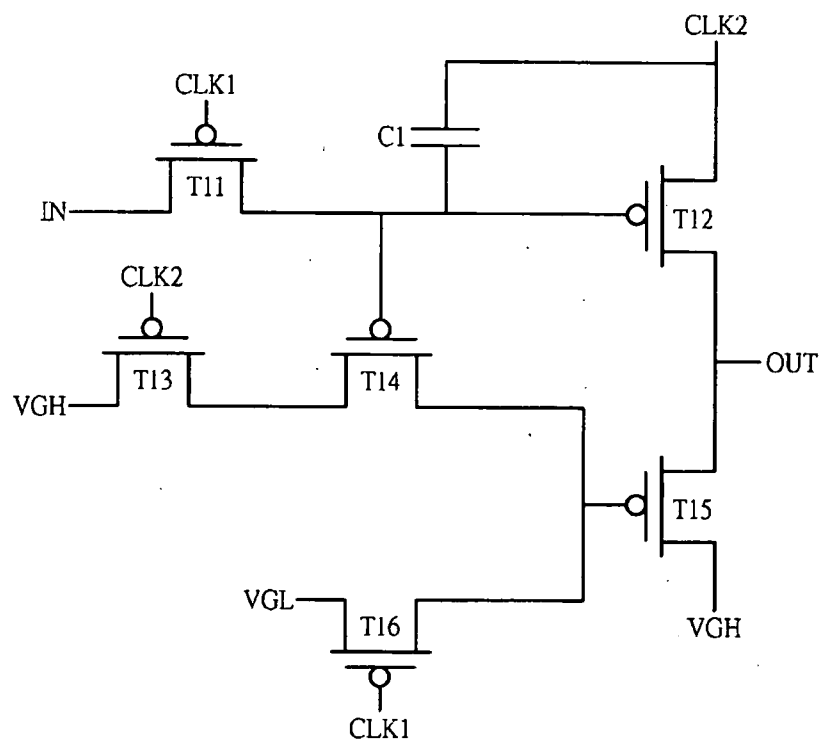 CLK2
CLK1
C1
T11
IN
T12
CLK2
T13
T14
OUT
VGH
T15
VGL
T16
VGH
CLK1